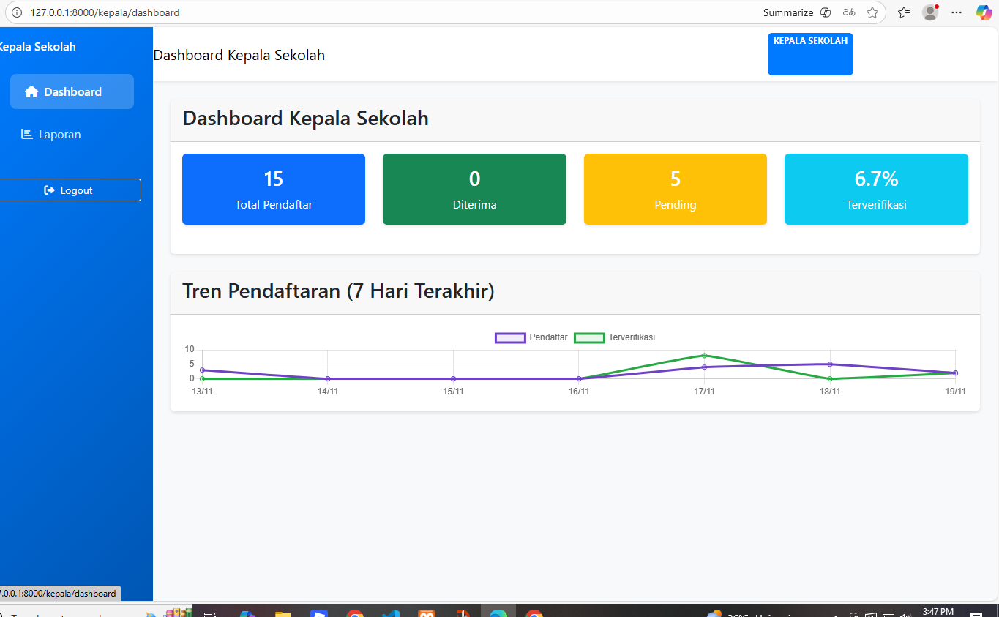 127.0.0.1:8000/kepala/dashboard
Summarize
Kepala Sekolah
Dashboard Kepala Sekolah
KEPALA SEKOLAH
Dashboard
Laporan
Logout
Dashboard Kepala Sekolah
15
Total Pendaftar
0
Diterima
5
Pending
6.7%
Terverifikasi
Tren Pendaftaran (7 Hari Terakhir)
Pendaftar Terverifikasi
10
5
0
13/11 14/11 15/11 16/11 17/11 18/11 19/11
7.0.0.1:8000/kepala/dashboard
3:47 PM